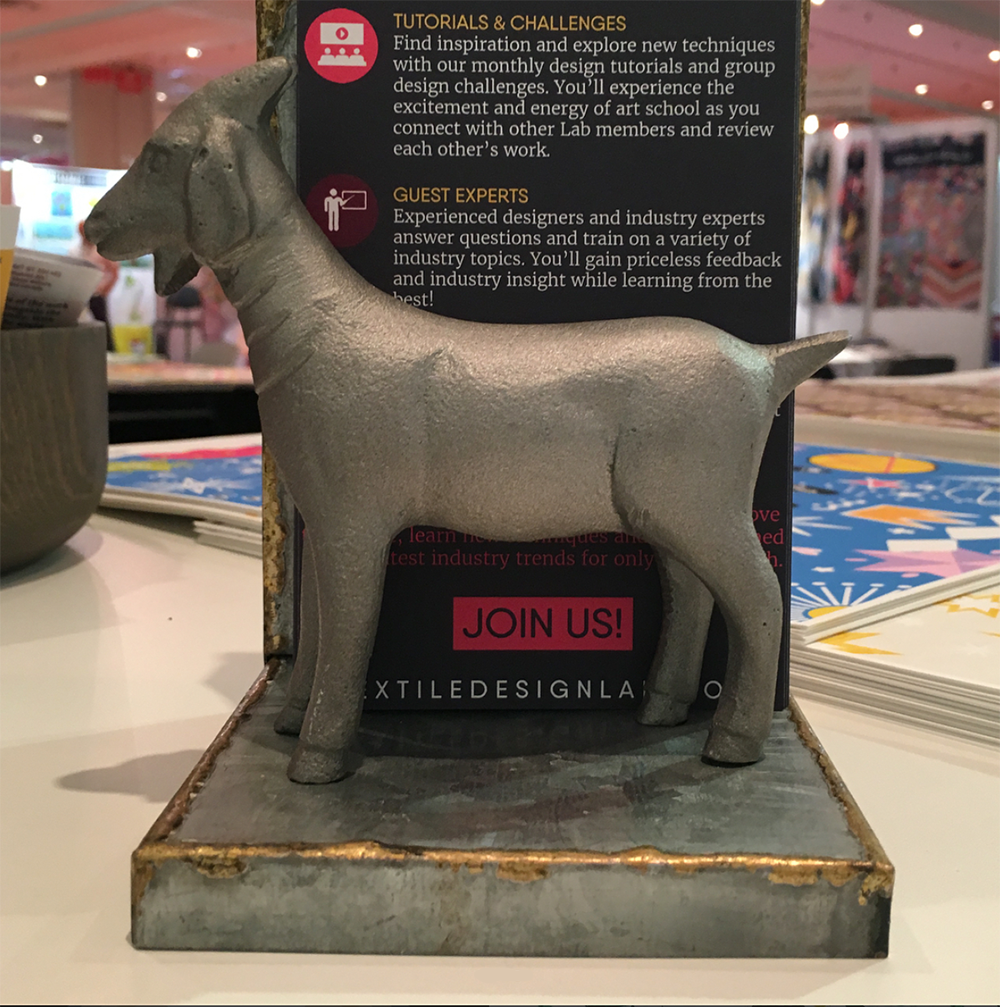 TUTORIALS & CHALLENGES
Find inspiration and explore new techniques
with our monthly design tutorials and group
design challenges. You'll experience the
excitement and energy of art school as you
connect with other Lab members and review
each other's work.
GUEST EXPERTS
Experienced designers and industry experts
answer questions and train on a variety of
industry topics. You'll gain priceless feedback
and industry insight while learning from the
best!
learn
industry trends for only
JOIN US!
EXTILEDESIGNLA